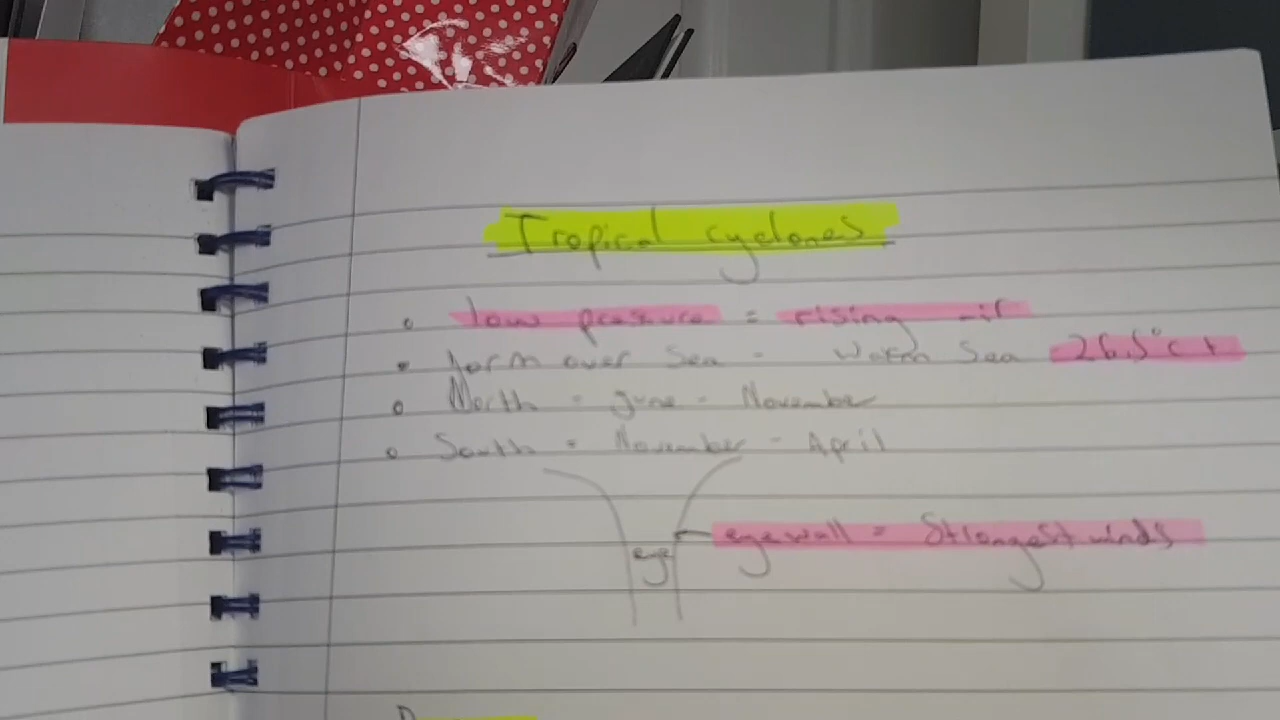 Tropical cyclones
• low pressure = rising air
• form over Sea - Warm Sea 26.5°C +
• North = June - November
• South = November - April
eyewall = Strongest winds
eye